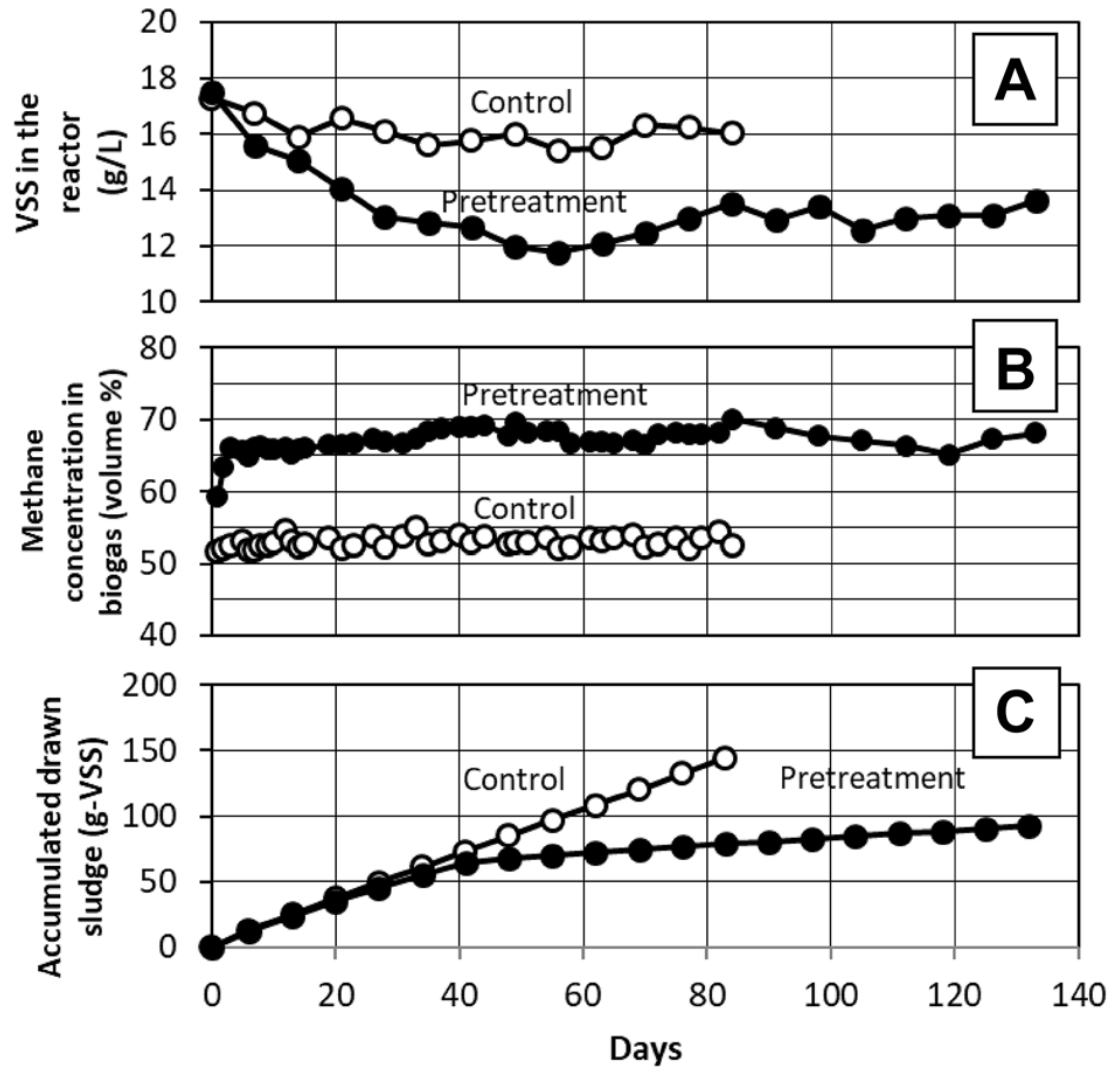 VSS in the
reactor
(g/L)
20
18
16
14
12
10
Control
Pretreatment
A
Methane
concentration in
biogas (volume %)
80
70
60
50
40
Pretreatment
Control
B
Accumulated drawn
sludge (g-VSS)
200
150
100
50
0
Control
Pretreatment
C
0 20 40 60 80 100 120 140
Days